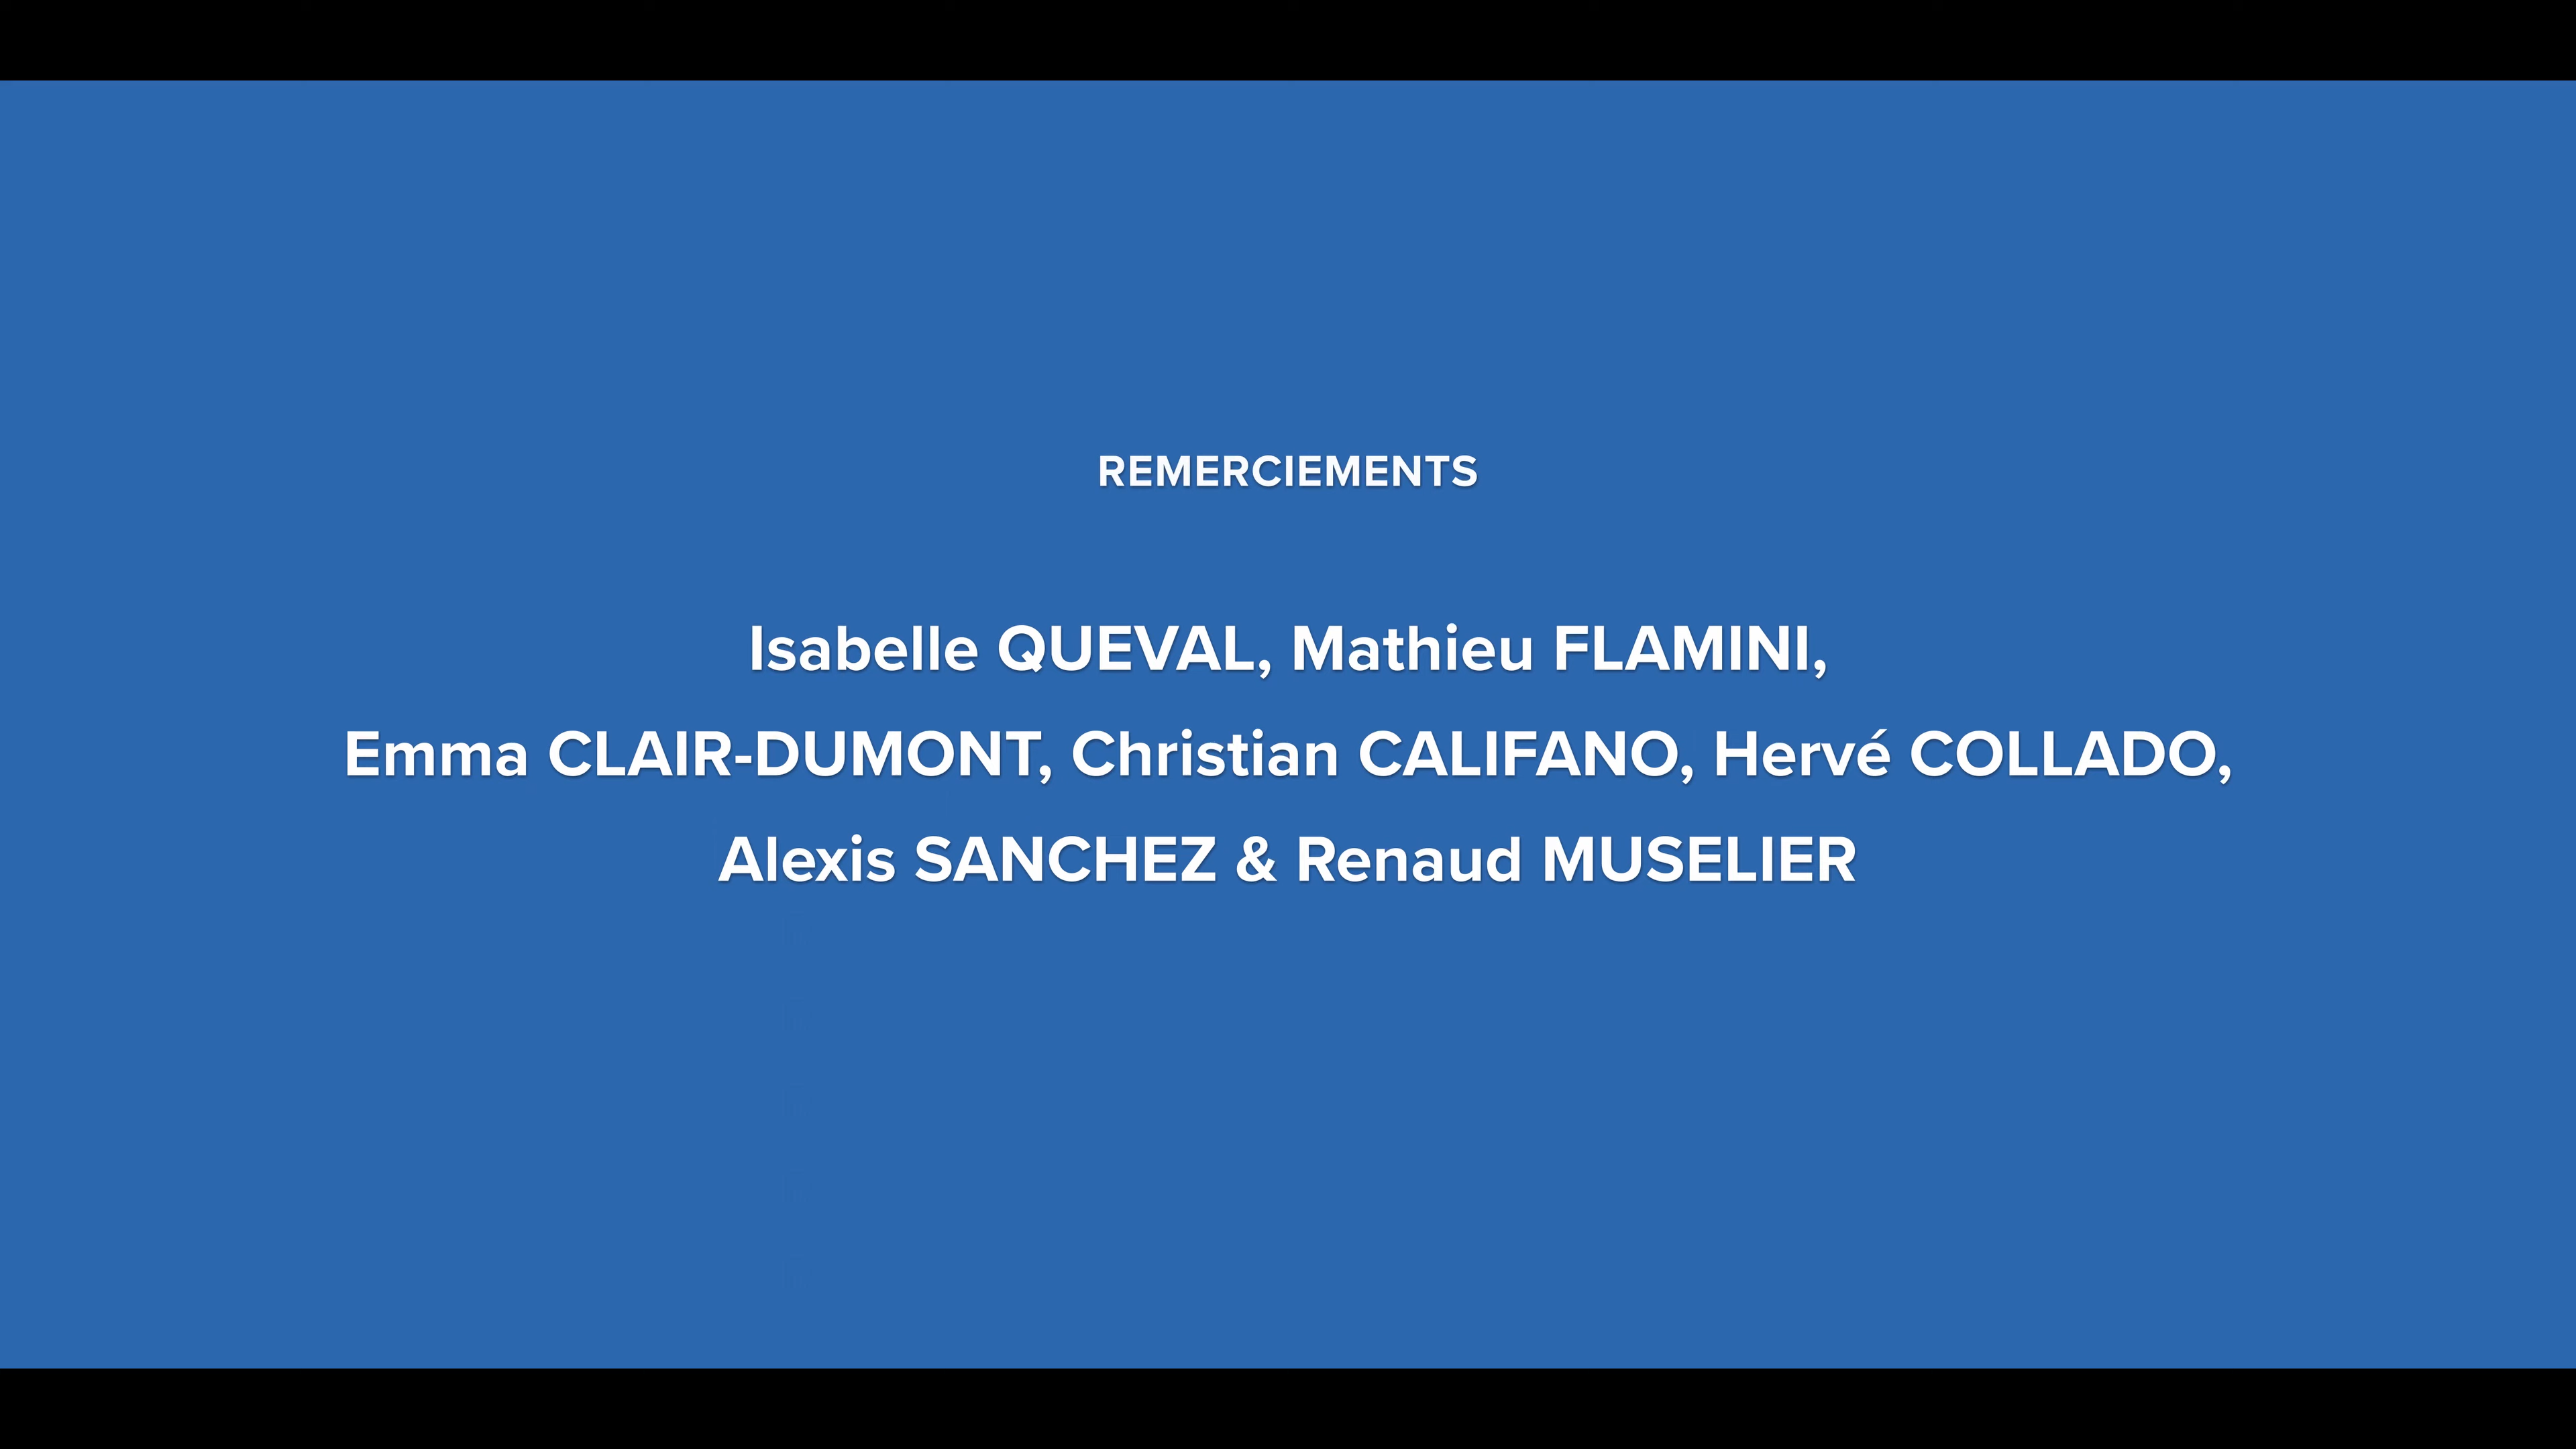 REMERCIEMENTS
Isabelle QUEVAL, Mathieu FLAMINI,
Emma CLAIR-DUMONT, Christian CALIFANO, Hervé COLLADO,
Alexis SANCHEZ & Renaud MUSELIER